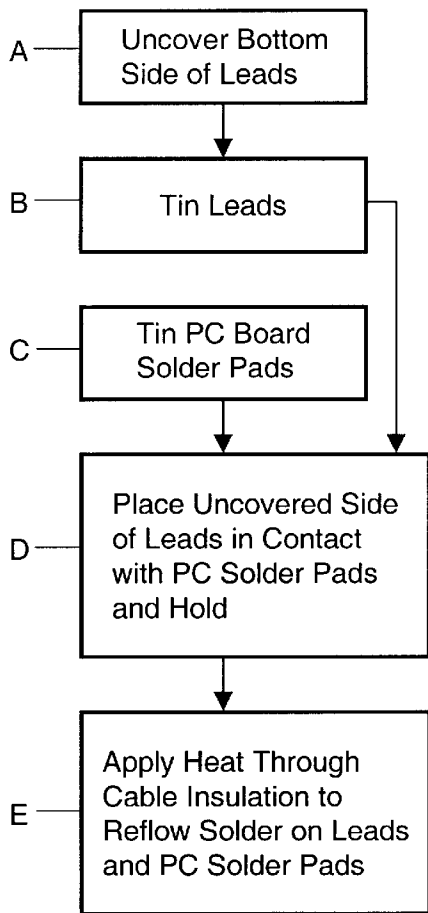 A
Uncover Bottom
Side of Leads
B
Tin Leads
C
Tin PC Board
Solder Pads
D
Place Uncovered Side
of Leads in Contact
with PC Solder Pads
and Hold
E
Apply Heat Through
Cable Insulation to
Reflow Solder on Leads
and PC Solder Pads